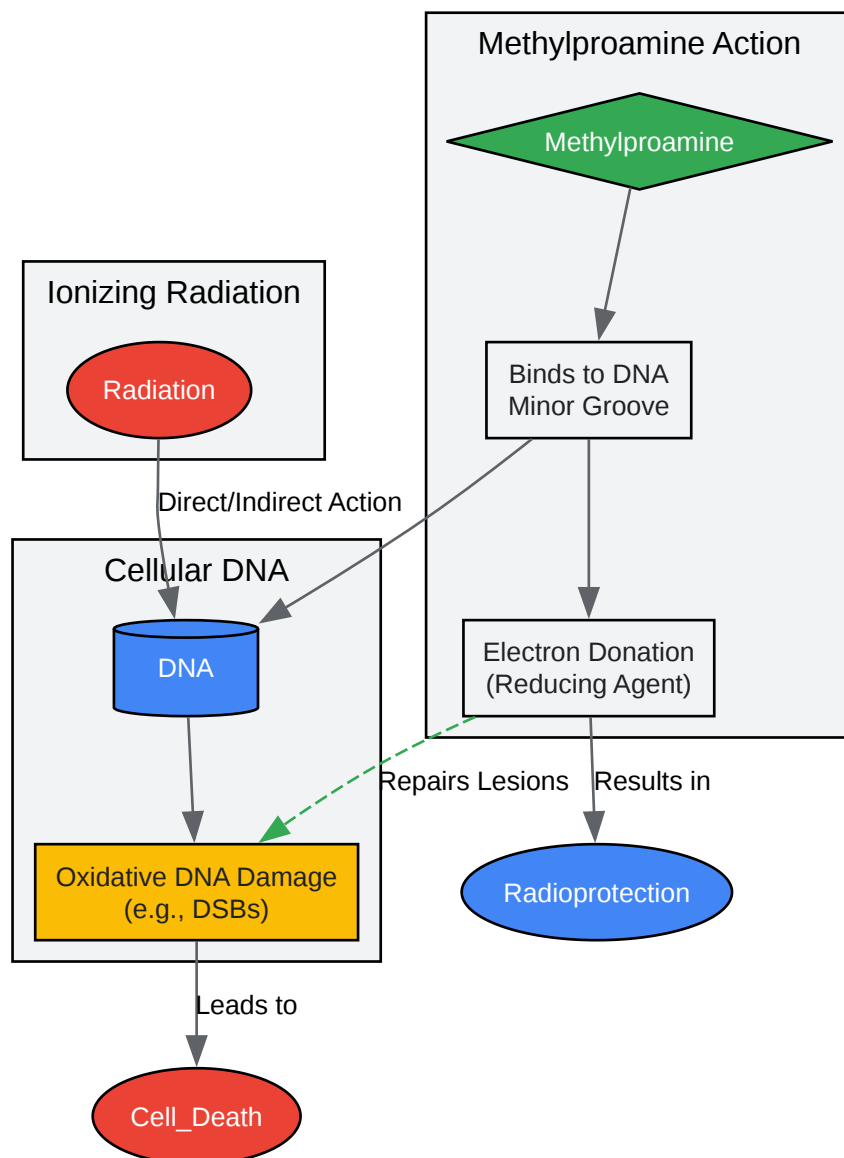 Methylproamine Action
Methylproamine
Ionizing Radiation
Radiation
Binds to DNA
Minor Groove
Direct/Indirect Action
Cellular DNA
DNA
Electron Donation
(Reducing Agent)
Repairs Lesions
Results in
Oxidative DNA Damage
(e.g., DSBs)
Radioprotection
Leads to
Cell_Death